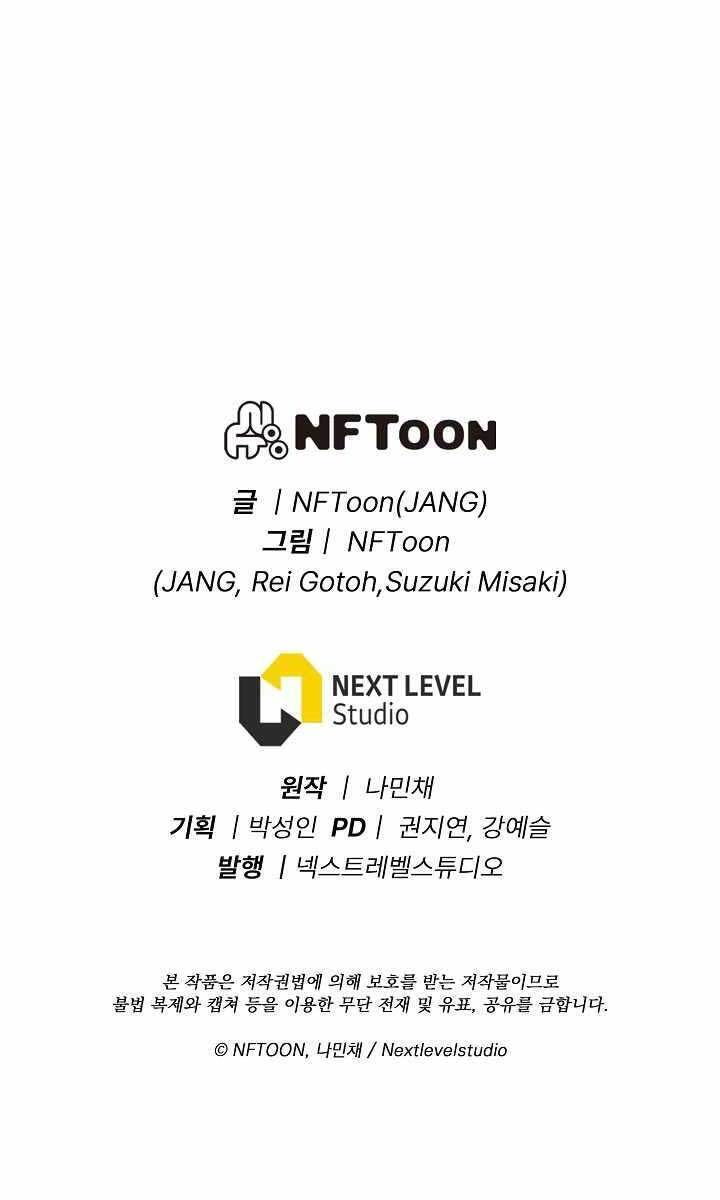 NFTOON
글 | NFToon(JANG)
그림 | NFToon
(JANG, Rei Gotoh,Suzuki Misaki)
NEXT LEVEL
Studio
원작 | 나민채
기획 | 박성인 PD | 권지연, 강예슬
발행 | 넥스트레벨스튜디오
본 작품은 저작권법에 의해 보호를 받는 저작물이므로
불법 복제와 캡쳐 등을 이용한 무단 전재 및 유포, 공유를 금합니다.
© NFTOON, 나민채 / Nextlevelstudio